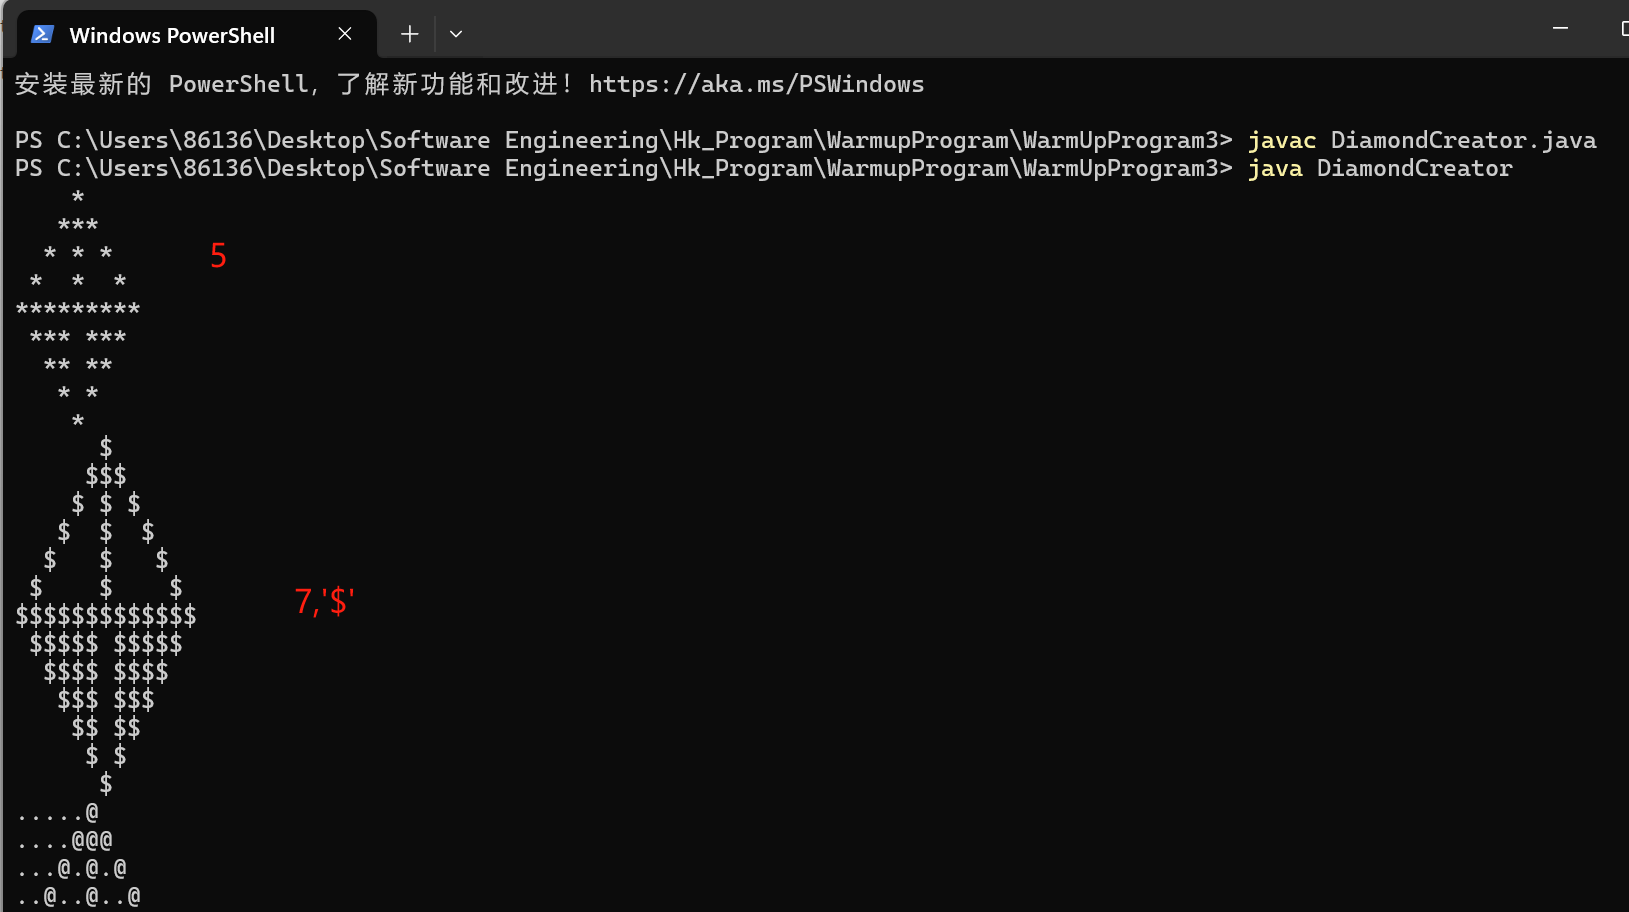 Windows PowerShell
安装最新的 PowerShell，了解新功能和改进！https://aka.ms/PSWindows
PS C:\Users\86136\Desktop\Software Engineering\Hk_Program\WarmupProgram\WarmUpProgram3> javac DiamondCreator.java
PS C:\Users\86136\Desktop\Software Engineering\Hk_Program\WarmupProgram\WarmUpProgram3> java DiamondCreator
    *
   ***
  * * *     5
 *  *  *
*********
 *** ***
  ** **
   * *
    *
      $
     $$$
    $ $ $
   $  $  $
  $   $   $
 $    $    $
$$$$$$$$$$$$$     7,'$'
 $$$$$ $$$$$
  $$$$ $$$$
   $$$ $$$
    $$ $$
     $ $
      $
.....@
....@@@
...@.@.@
..@..@..@